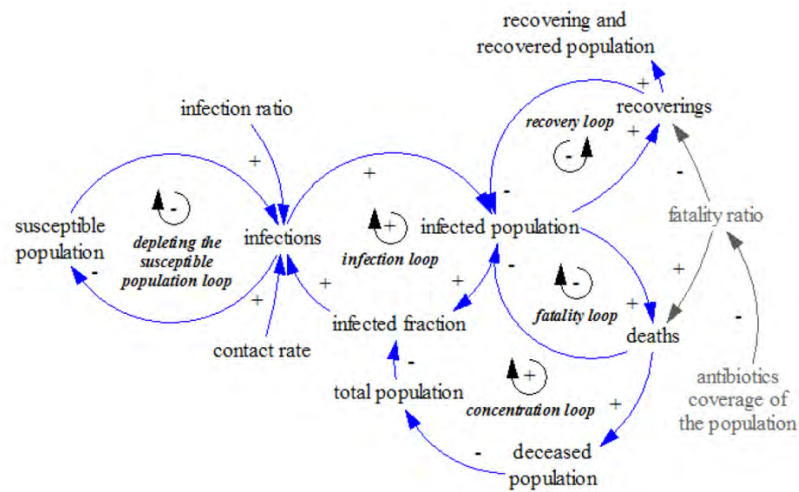 recovering and
recovered population
+
recoverings
infection ratio
recovery loop
-
+
+
+
-
-
-
fatality ratio
susceptible
population
depleting the
susceptible
population loop
+
infections
infection loop
+
infected population
-
-
+
+
+
-
fatality loop
+
+
infected fraction
deaths
contact rate
-
-
total population
+
concentration loop
+
antibiotics
coverage of
the population
-
deceased
population